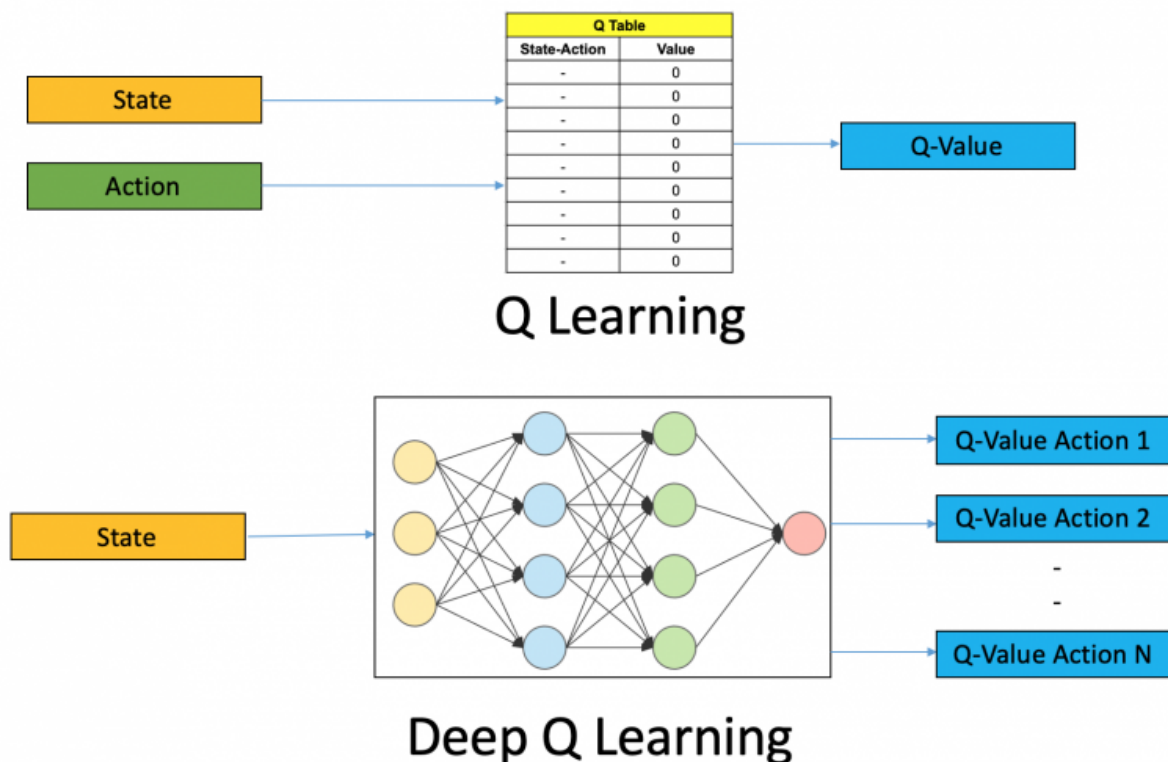 Q Table
State-Action Value
- 0
- 0
- 0
- 0
- 0
- 0
- 0
- 0
- 0
State
Action
Q-Value
Q Learning
State
Q-Value Action 1
Q-Value Action 2
-
-
Q-Value Action N
Deep Q Learning